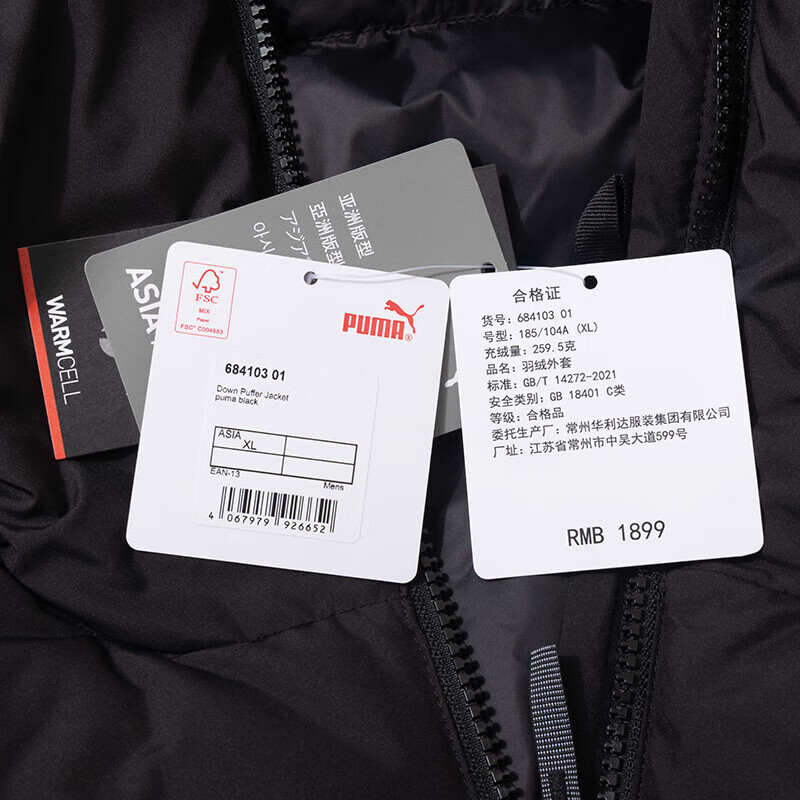 WARMCELL
ASIA
亚洲版型
亞洲版型
アジア
아시
FSC
MIX
Paper
FSC® C004883
PUMA®
684103 01
Down Puffer Jacket
puma black
ASIA
XL
EAN-13
Mens
4 067979 926652
合格证
货号：684103 01
号型：185/104A （XL）
充绒量：259.5克
品名：羽绒外套
标准：GB/T 14272-2021
安全类别：GB 18401 C类
等级：合格品
委托生产厂：常州华利达服装集团有限公司
厂址：江苏省常州市中吴大道599号
RMB 1899